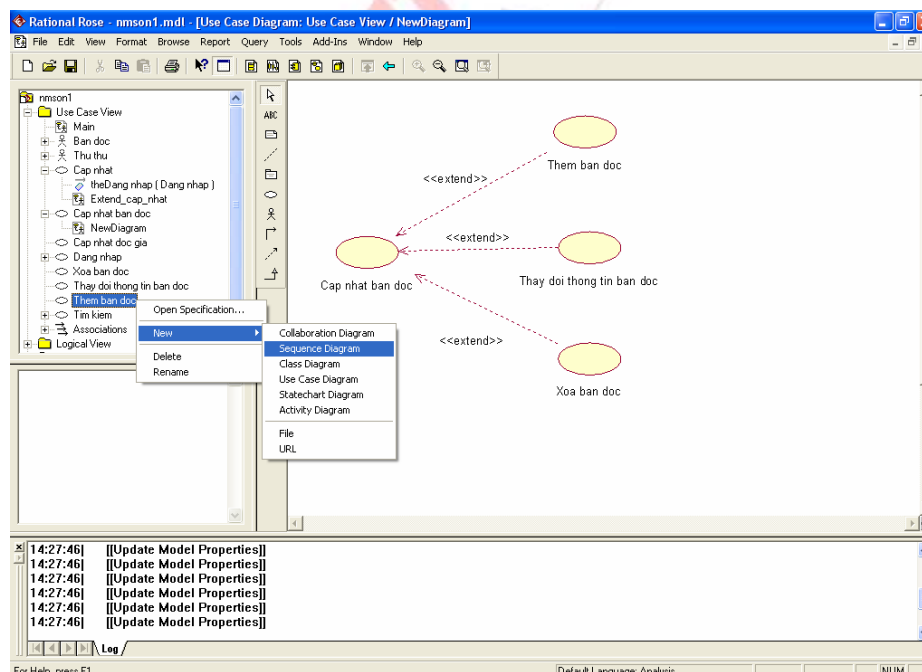 Rational Rose - nmson1.mdl - [Use Case Diagram: Use Case View / NewDiagram]
File Edit View Format Browse Report Query Tools Add-Ins Window Help
nmson1
Use Case View
Main
Ban doc
Thu thu
Cap nhat
theDang nhap ( Dang nhap )
Extend_cap_nhat
Cap nhat ban doc
NewDiagram
Cap nhat doc gia
Dang nhap
Xoa ban doc
Thay doi thong tin ban doc
Them ban doc
Tim kiem
Associations
Logical View
ABC
Open Specification...
New
Delete
Rename
Collaboration Diagram
Sequence Diagram
Class Diagram
Use Case Diagram
Statechart Diagram
Activity Diagram
File
URL
Them ban doc
<<extend>>
<<extend>>
Cap nhat ban doc
Thay doi thong tin ban doc
<<extend>>
Xoa ban doc
14:27:46| [[Update Model Properties]]
14:27:46| [[Update Model Properties]]
14:27:46| [[Update Model Properties]]
14:27:46| [[Update Model Properties]]
14:27:46| [[Update Model Properties]]
14:27:46| [[Update Model Properties]]
Log
For Help, press F1
Default Language: Analysis
NUM